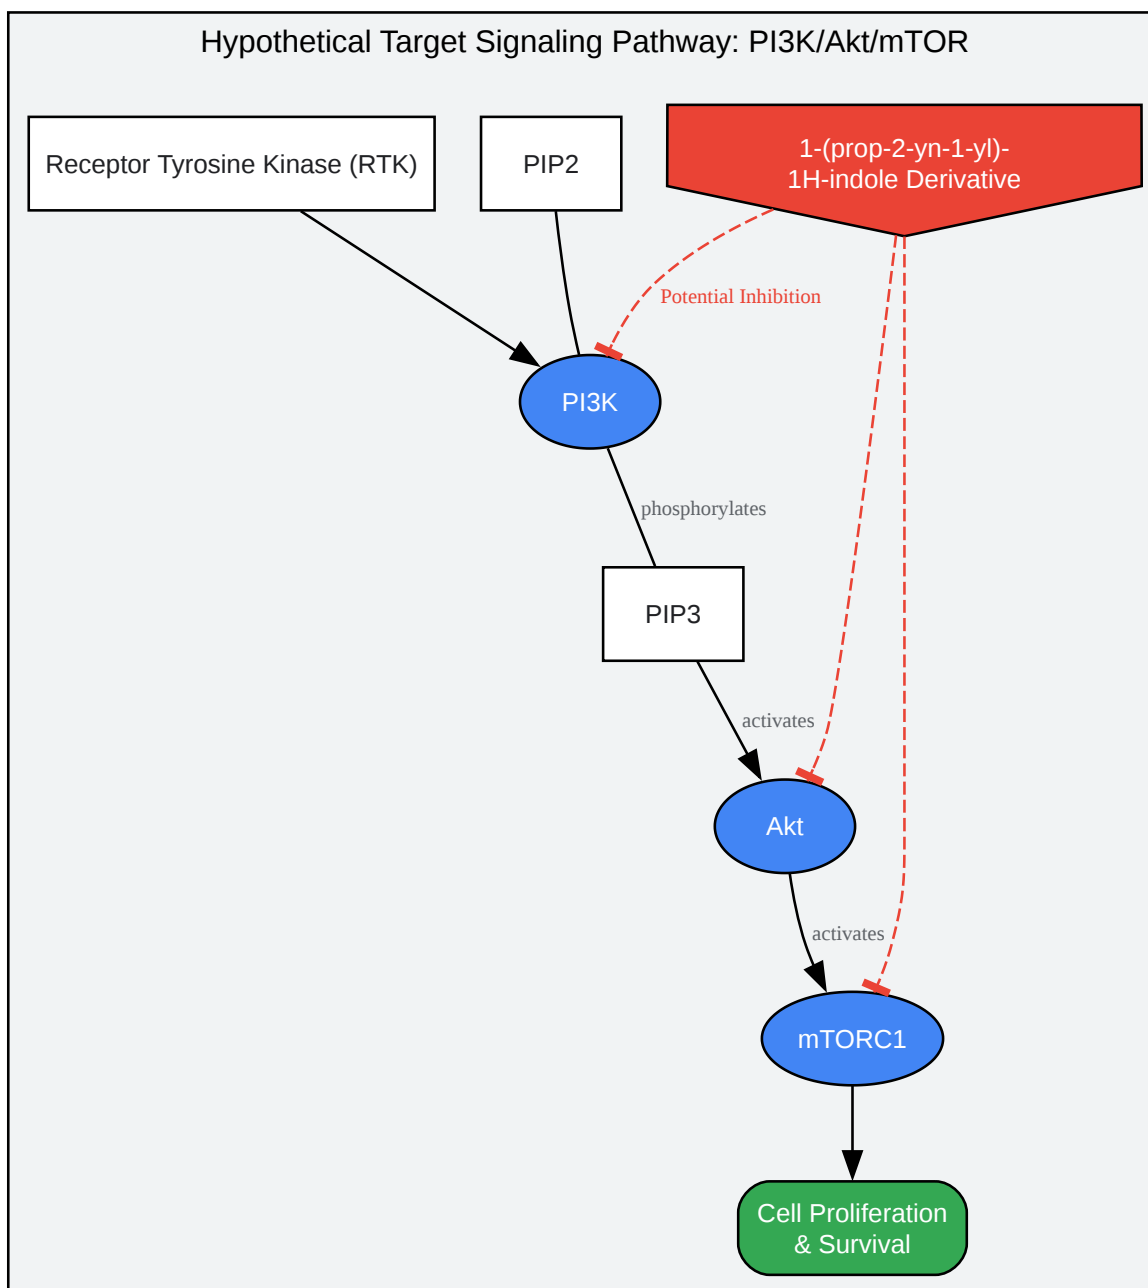 Hypothetical Target Signaling Pathway: PI3K/Akt/mTOR
Receptor Tyrosine Kinase (RTK)
PIP2
1-(prop-2-yn-1-yl)-
1H-indole Derivative
Potential Inhibition
PI3K
phosphorylates
PIP3
activates
Akt
activates
mTORC1
Cell Proliferation
& Survival